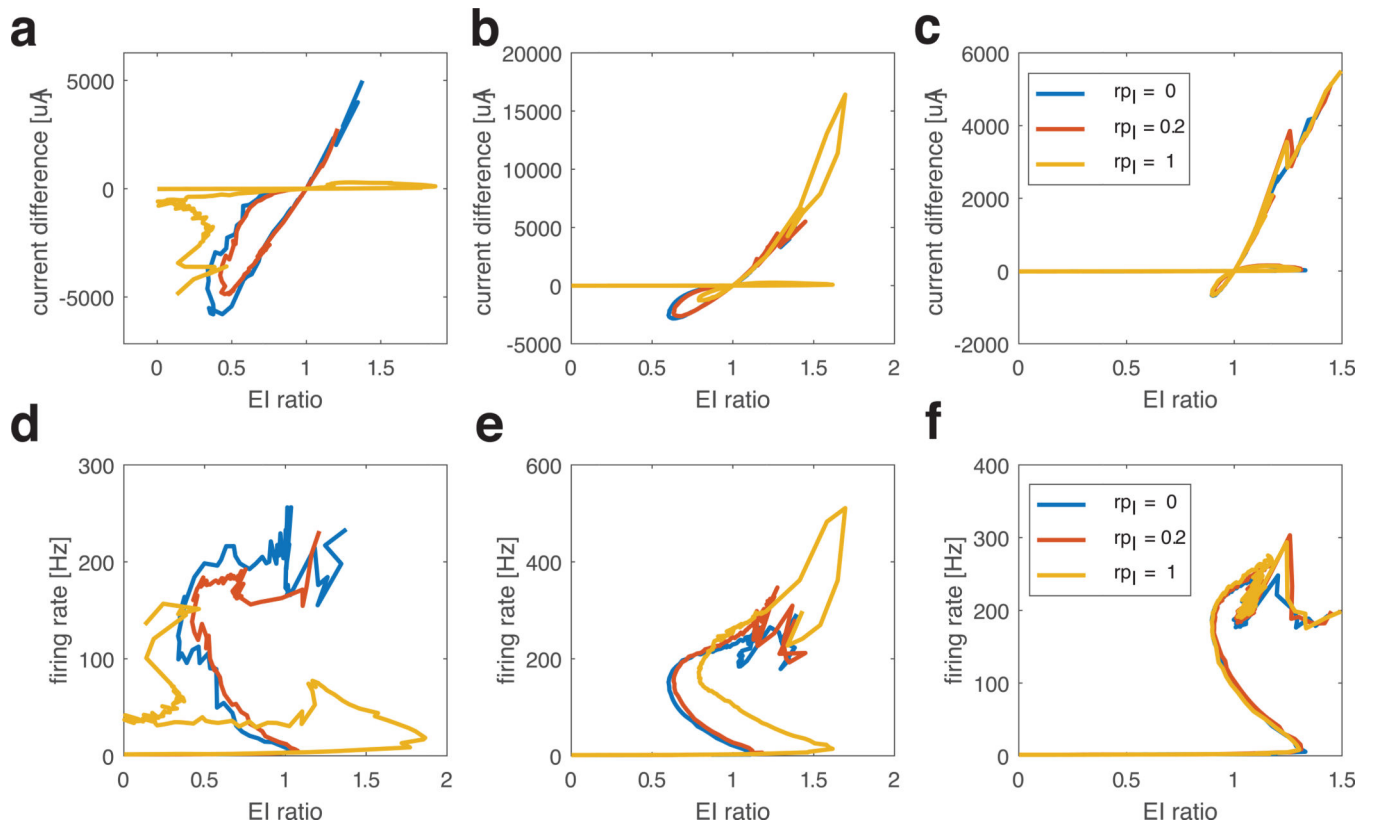 a
b
c
5000
0
-5000
current difference [uA]
0
0.5
1
1.5
EI ratio
20000
15000
10000
5000
0
-5000
current difference [uA]
0
0.5
1
1.5
2
EI ratio
6000
4000
2000
0
-2000
current difference [uA]
rpI = 0
rpI = 0.2
rpI = 1
0
0.5
1
1.5
EI ratio
d
e
f
300
200
100
0
firing rate [Hz]
0
0.5
1
1.5
2
EI ratio
600
400
200
0
firing rate [Hz]
0
0.5
1
1.5
2
EI ratio
400
300
200
100
0
firing rate [Hz]
rpI = 0
rpI = 0.2
rpI = 1
0
0.5
1
1.5
EI ratio